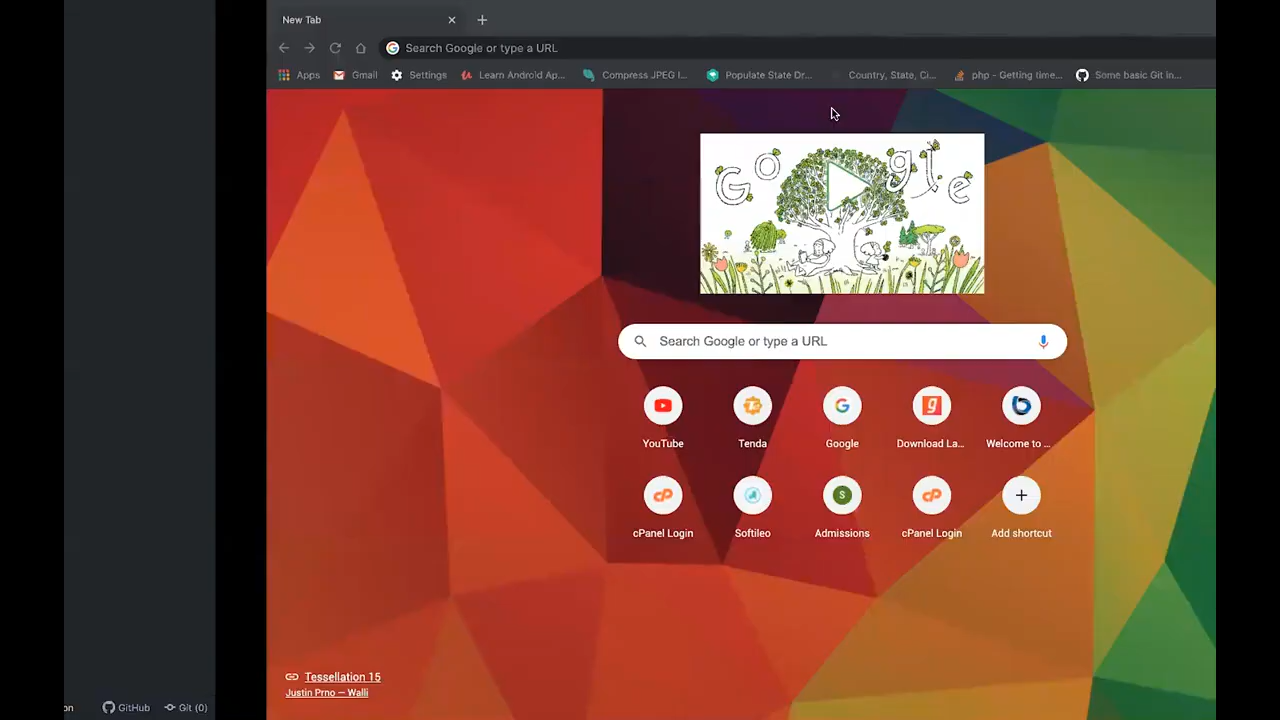 New Tab
Search Google or type a URL
Apps
Gmail
Settings
Learn Android Ap...
Compress JPEG I...
Populate State Dr...
Country, State, Ci...
php - Getting time...
Some basic Git in...
Google
Search Google or type a URL
YouTube
Tenda
Google
Download La...
Welcome to ...
cPanel Login
Softileo
Admissions
cPanel Login
Add shortcut
Tessellation 15
Justin Prno — Walli
on
GitHub
Git (0)